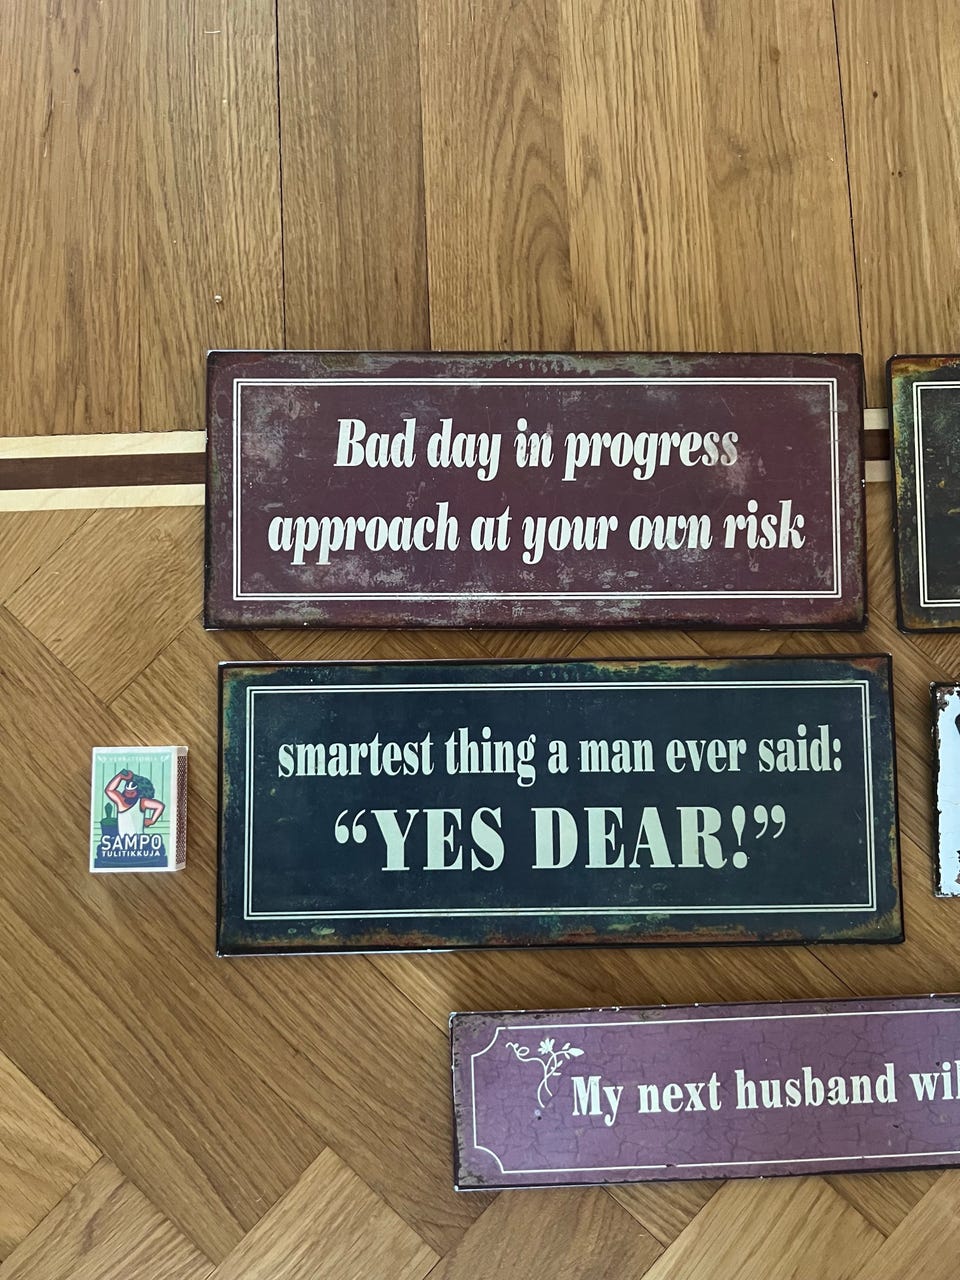 Bad day in progress
approach at your own risk
smartest thing a man ever said:
“YES DEAR!”
SAMPO
TULITIKKUJA
My next husband wil